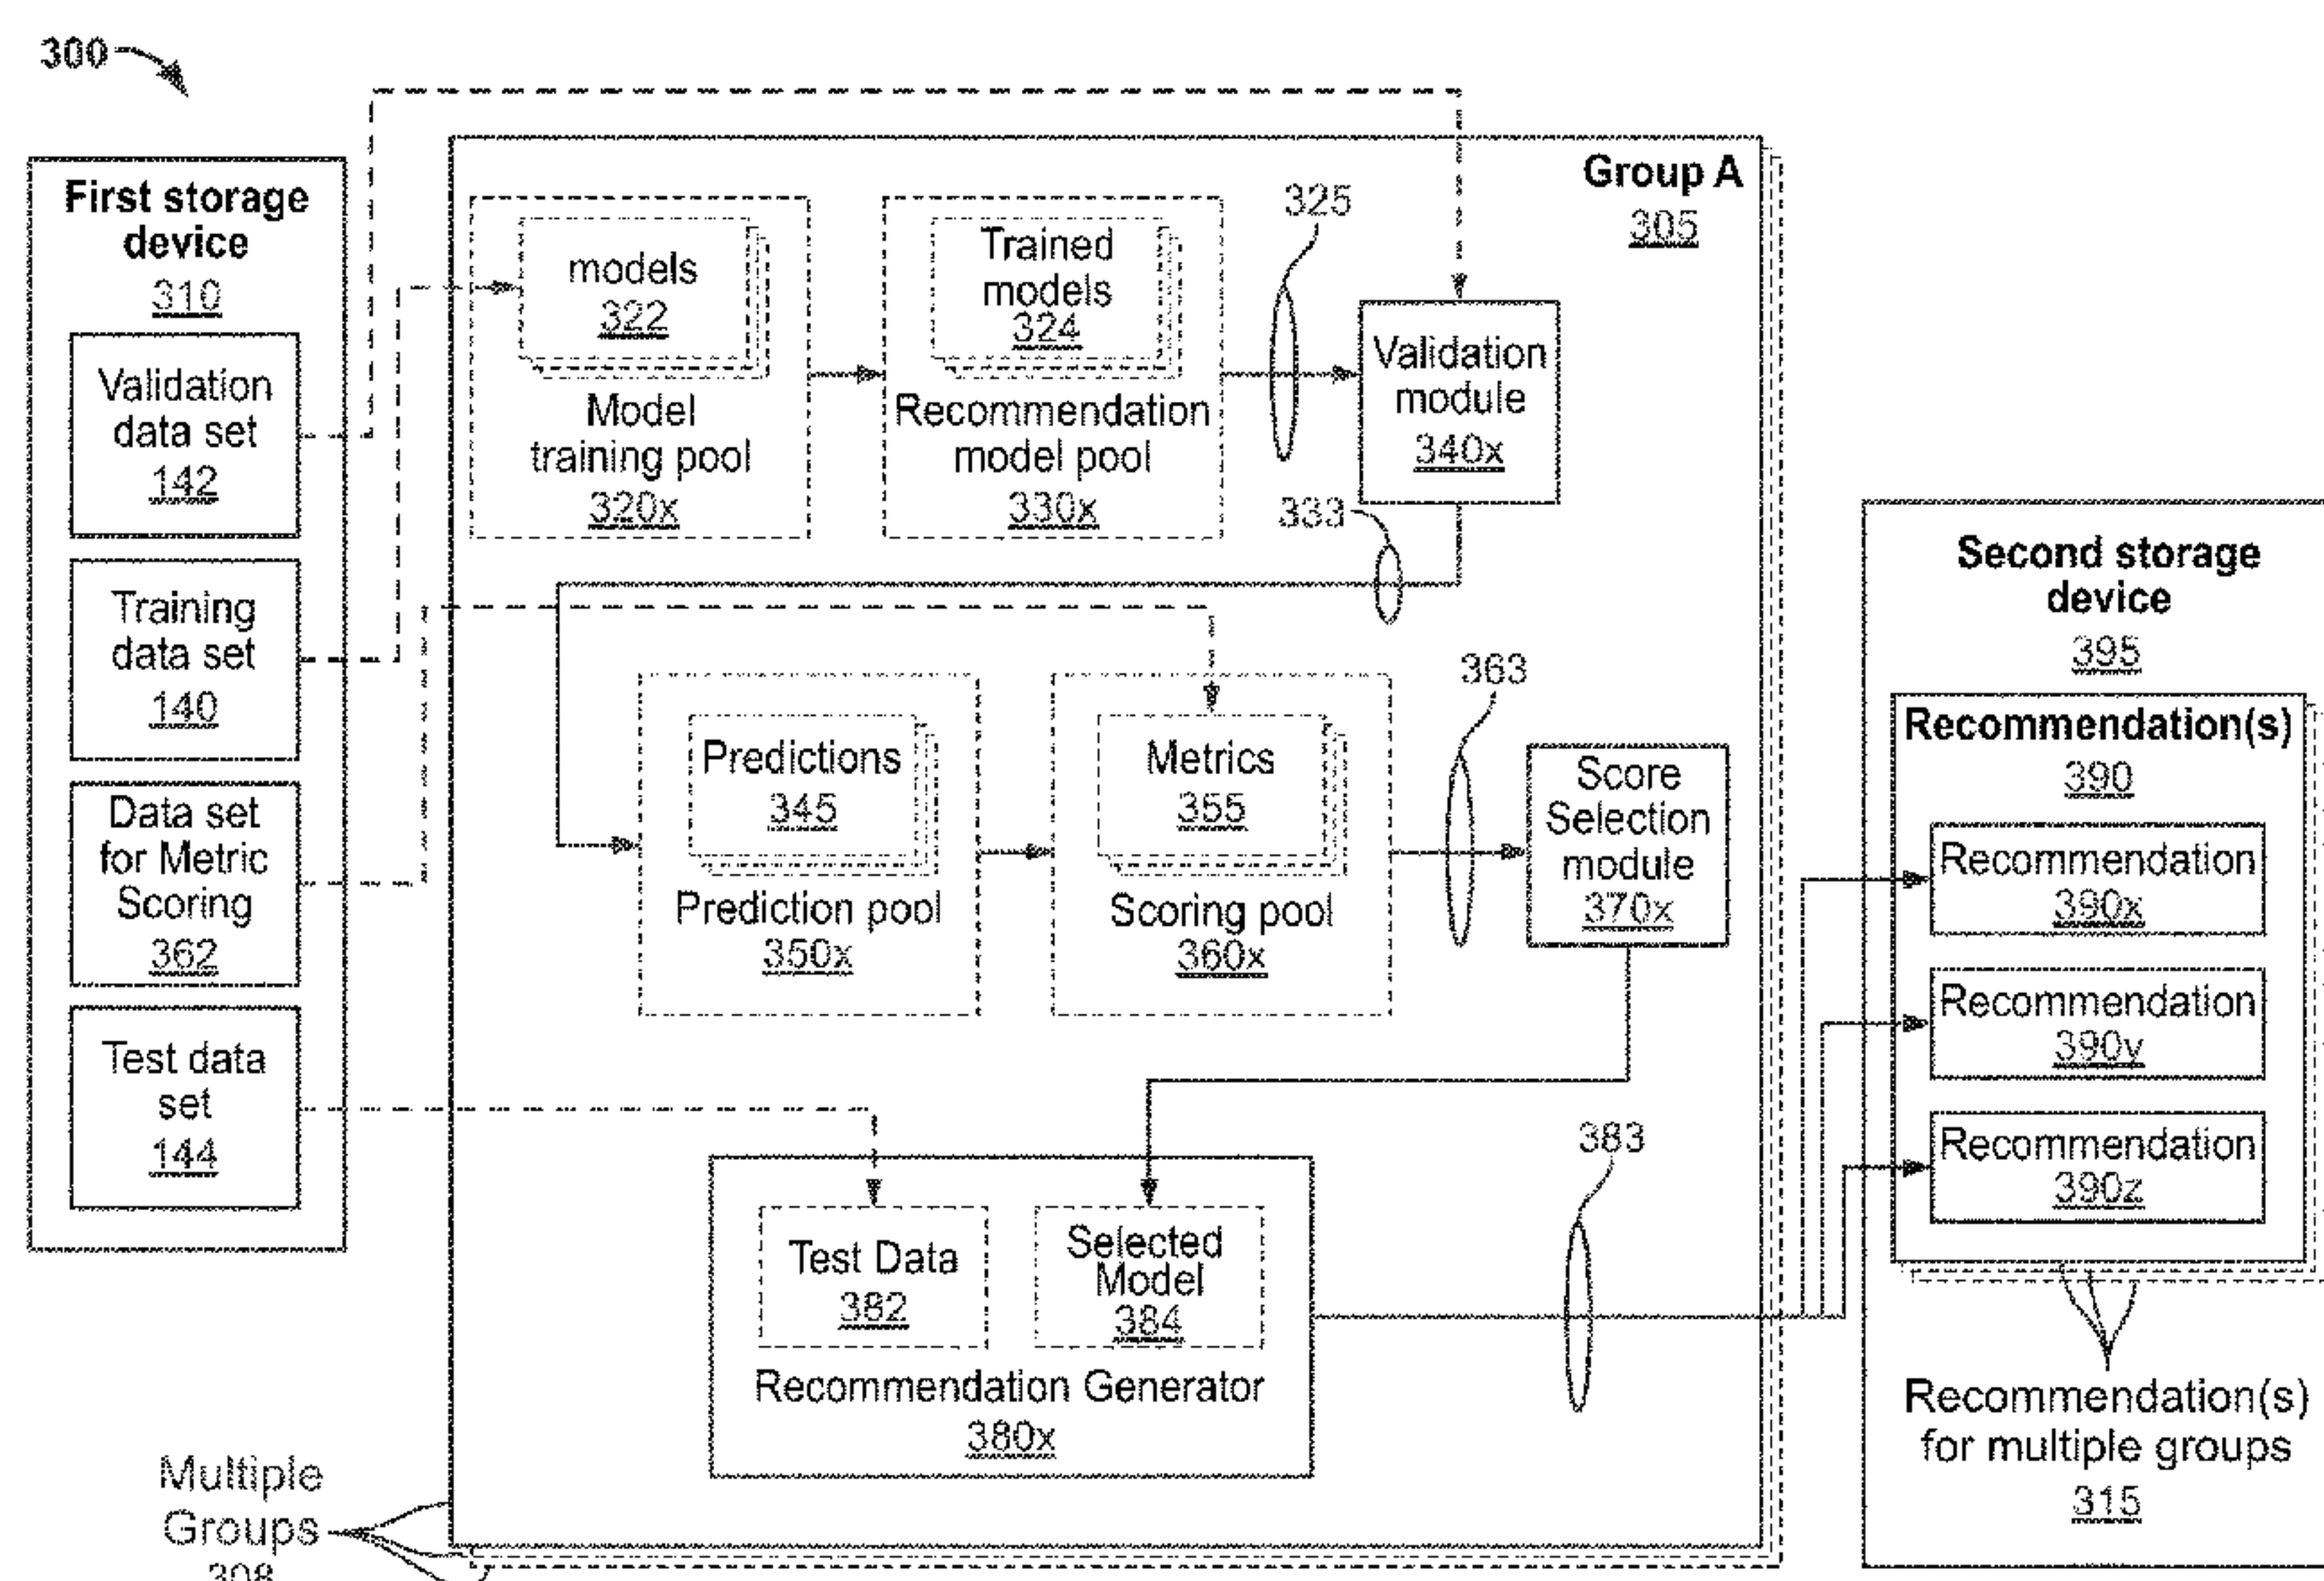 300
First storage
device
310
Validation
data set
142
Training
data set
140
Data set
for Metric
Scoring
362
Test data
set
144
Group A
305
models
322
Model
training pool
320x
Trained
models
324
Recommendation
model pool
330x
325
Validation
module
340x
333
Predictions
345
Prediction pool
350x
Metrics
355
Scoring pool
360x
363
Score
Selection
module
370x
Test Data
382
Selected
Model
384
Recommendation Generator
380x
383
Multiple
Groups
308
Second storage
device
395
Recommendation(s)
390
Recommendation
390x
Recommendation
390y
Recommendation
390z
Recommendation(s)
for multiple groups
315